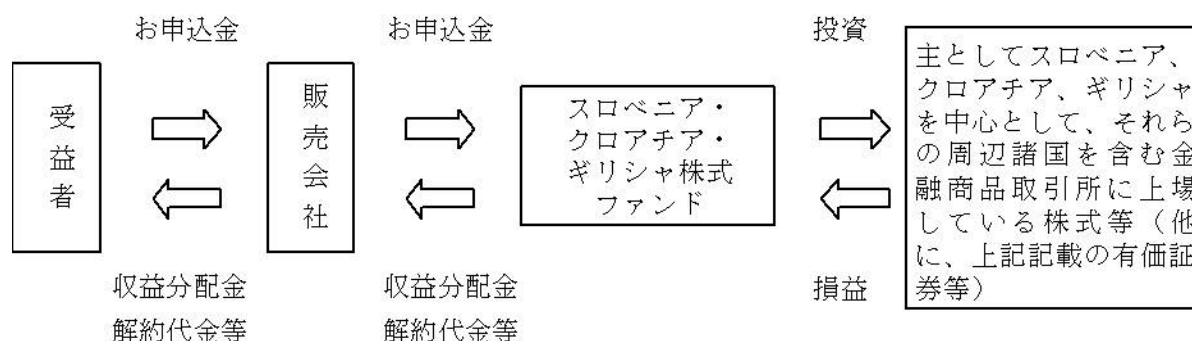 お申込金
お申込金
投資
受益者
販売会社
スロベニア・
クロアチア・
ギリシャ株式
ファンド
主としてスロベニア、
クロアチア、ギリシャ
を中心として、それら
の周辺諸国を含む金
融商品取引所に上場
している株式等（他
に、上記記載の有価証
券等）
収益分配金
解約代金等
収益分配金
解約代金等
損益